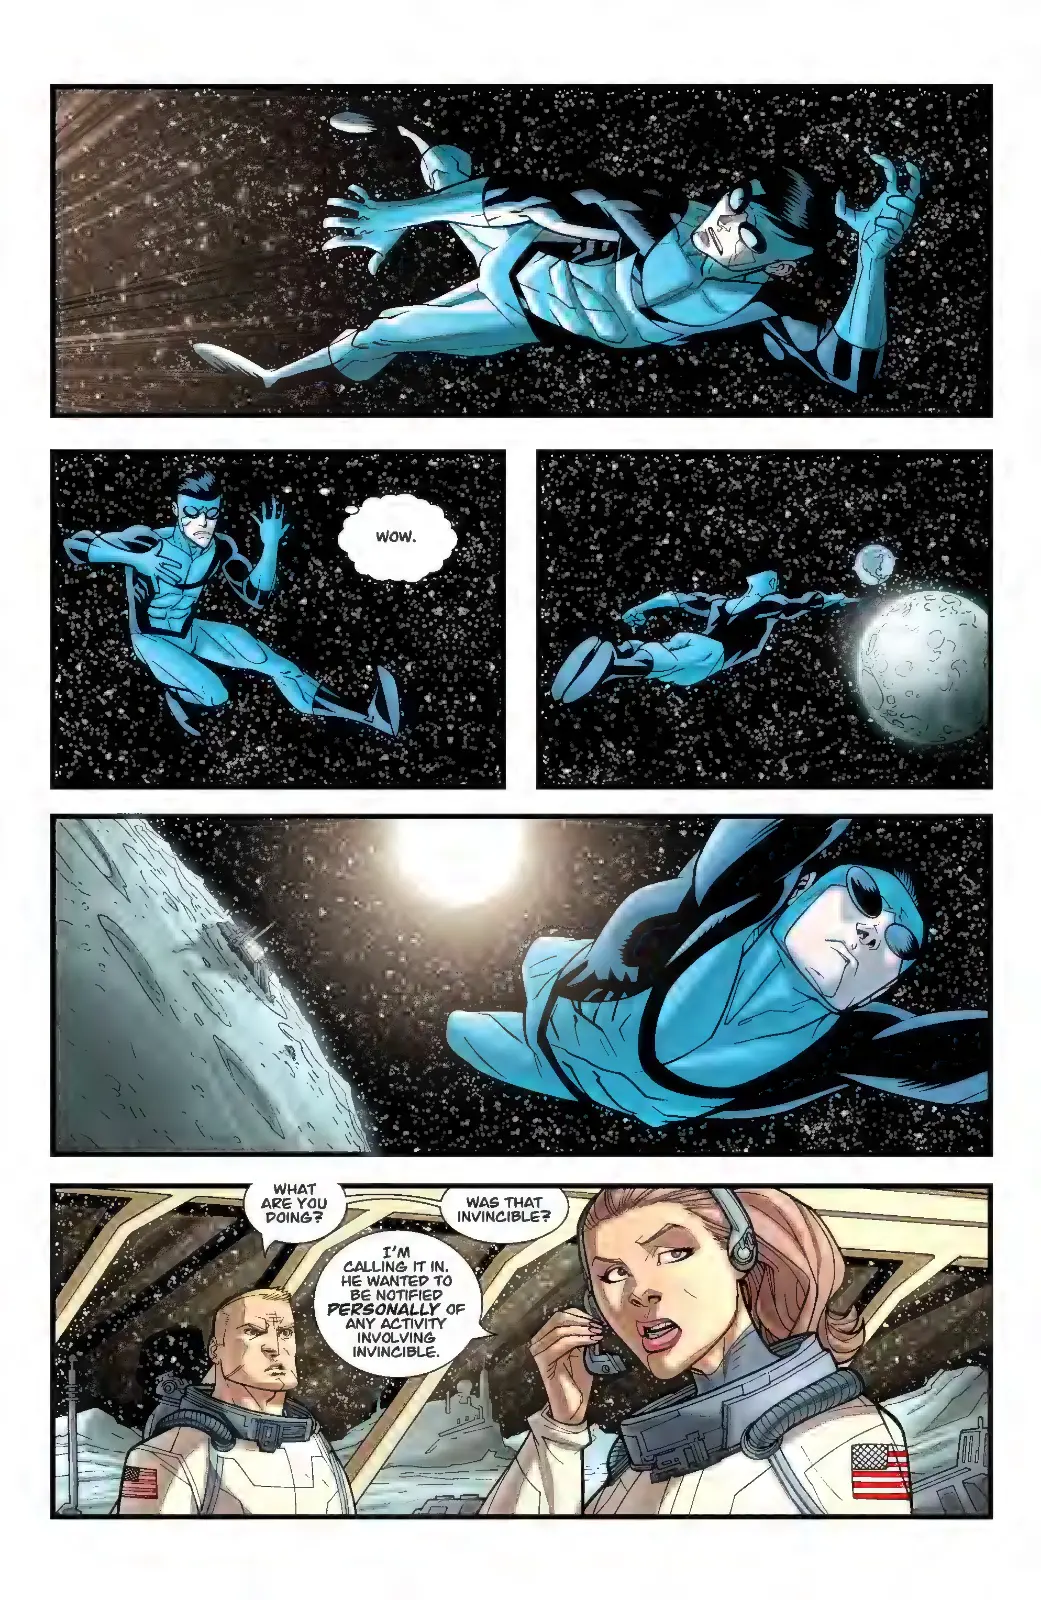 WOW.
WHAT
ARE YOU
DOING?
WAS THAT
INVINCIBLE?
I'M
CALLING IT IN.
HE WANTED TO
BE NOTIFIED
PERSONALLY OF
ANY ACTIVITY
INVOLVING
INVINCIBLE.